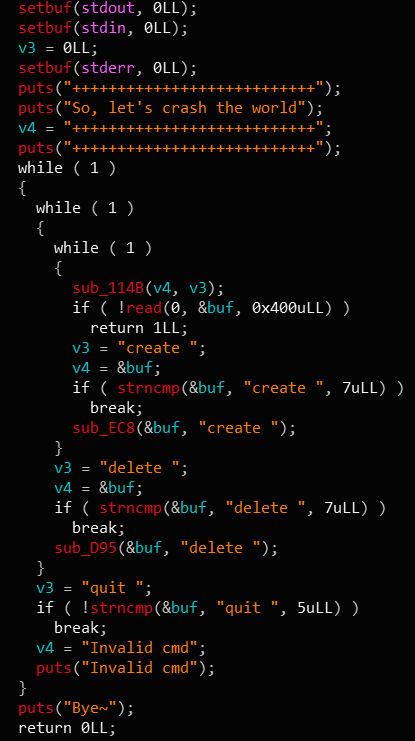 setbuf(stdout, 0LL);
setbuf(stdin, 0LL);
v3 = 0LL;
setbuf(stderr, 0LL);
puts("+++++++++++++++++++++++++++");
puts("So, let's crash the world");
v4 = "+++++++++++++++++++++++++++";
puts("+++++++++++++++++++++++++++");
while ( 1 )
{
while ( 1 )
{
while ( 1 )
{
sub_114B(v4, v3);
if ( !read(0, &buf, 0x400uLL) )
return 1LL;
v3 = "create ";
v4 = &buf;
if ( strncmp(&buf, "create ", 7uLL) )
break;
sub_EC8(&buf, "create ");
}
v3 = "delete ";
v4 = &buf;
if ( strncmp(&buf, "delete ", 7uLL) )
break;
sub_D95(&buf, "delete ");
}
v3 = "quit ";
if ( !strncmp(&buf, "quit ", 5uLL) )
break;
v4 = "Invalid cmd";
puts("Invalid cmd");
}
puts("Bye~");
return 0LL;